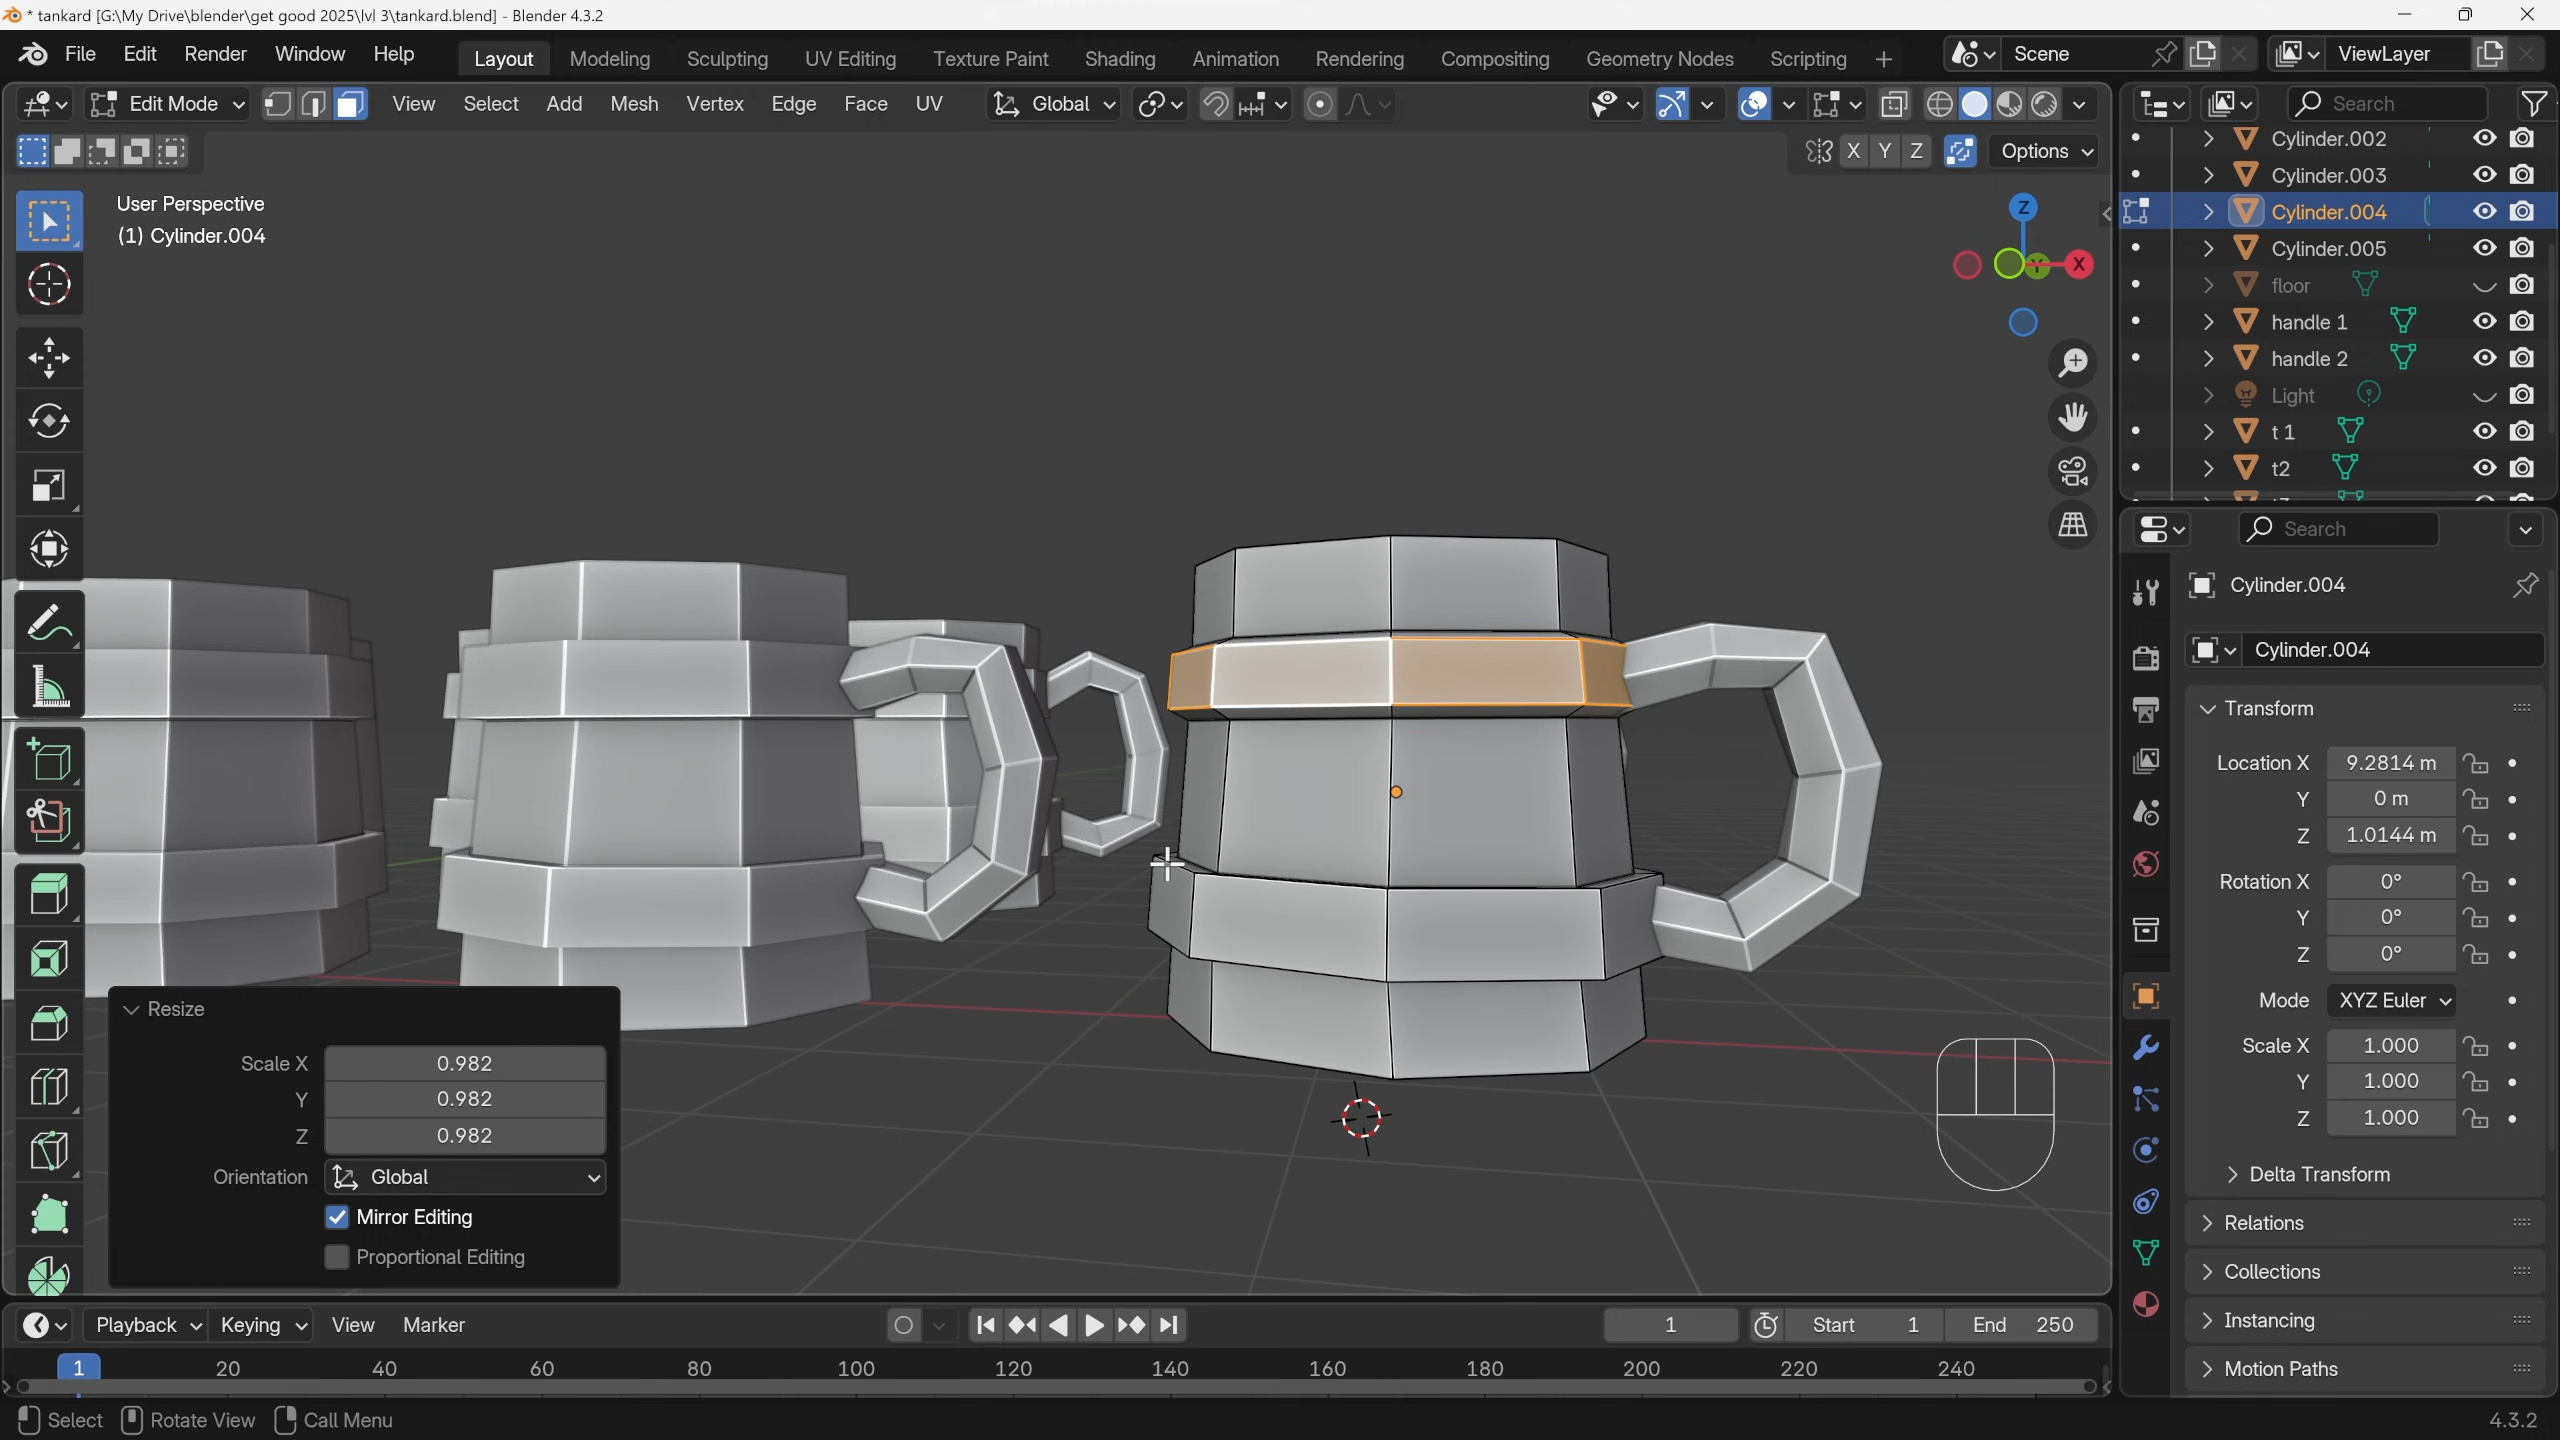 * tankard [G:\My Drive\blender\get good 2025\lvl 3\tankard.blend] - Blender 4.3.2
File Edit Render Window Help
Layout Modeling Sculpting UV Editing Texture Paint Shading Animation Rendering Compositing Geometry Nodes Scripting +
Scene
ViewLayer
Edit Mode
View Select Add Mesh Vertex Edge Face UV
Global
Search
X Y Z
Options
User Perspective
(1) Cylinder.004
Z
Y
X
Cylinder.002
Cylinder.003
Cylinder.004
Cylinder.005
floor
handle 1
handle 2
Light
t 1
t2
Search
Cylinder.004
Cylinder.004
Transform
Location X 9.2814 m
Y 0 m
Z 1.0144 m
Rotation X 0°
Y 0°
Z 0°
Mode XYZ Euler
Scale X 1.000
Y 1.000
Z 1.000
Delta Transform
Relations
Collections
Instancing
Motion Paths
Resize
Scale X 0.982
Y 0.982
Z 0.982
Orientation Global
Mirror Editing
Proportional Editing
Playback Keying View Marker
1
Start 1
End 250
1 20 40 60 80 100 120 140 160 180 200 220 240
Select Rotate View Call Menu
4.3.2